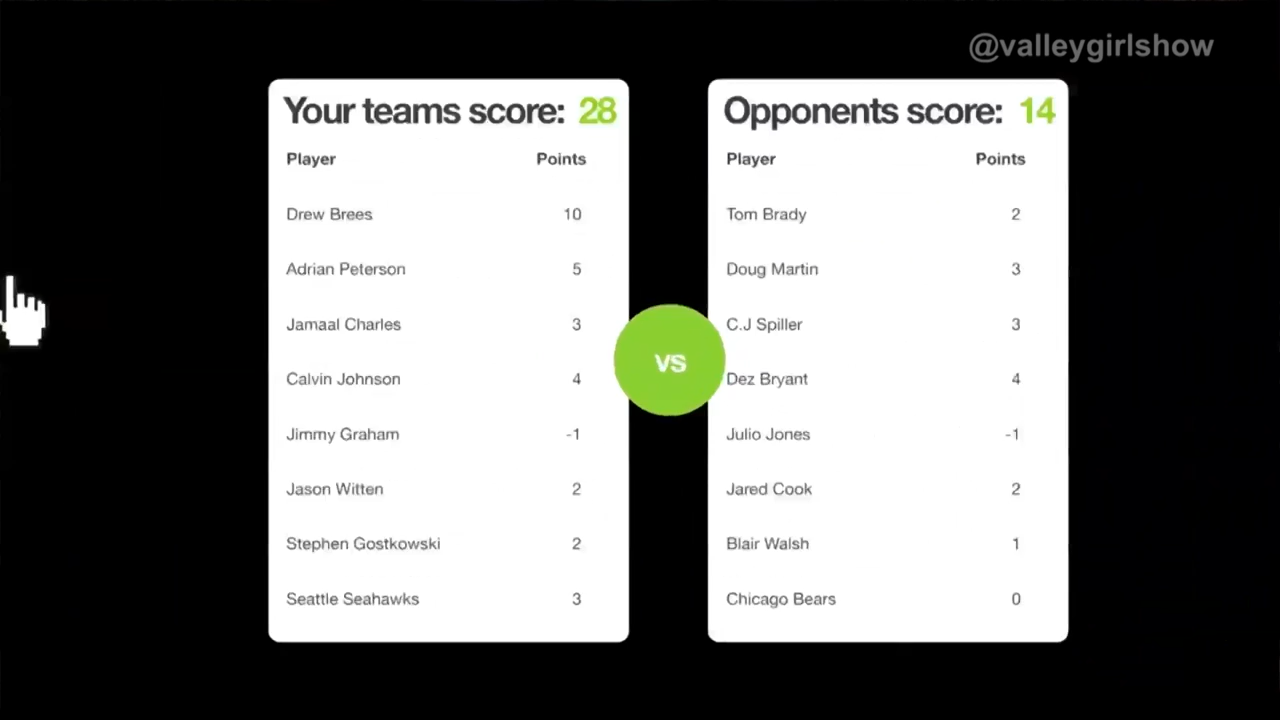 @valleygirlshow
Your teams score: 28
Player Points
Drew Brees 10
Adrian Peterson 5
Jamaal Charles 3
Calvin Johnson 4
Jimmy Graham -1
Jason Witten 2
Stephen Gostkowski 2
Seattle Seahawks 3
vs
Opponents score: 14
Player Points
Tom Brady 2
Doug Martin 3
C.J Spiller 3
Dez Bryant 4
Julio Jones -1
Jared Cook 2
Blair Walsh 1
Chicago Bears 0